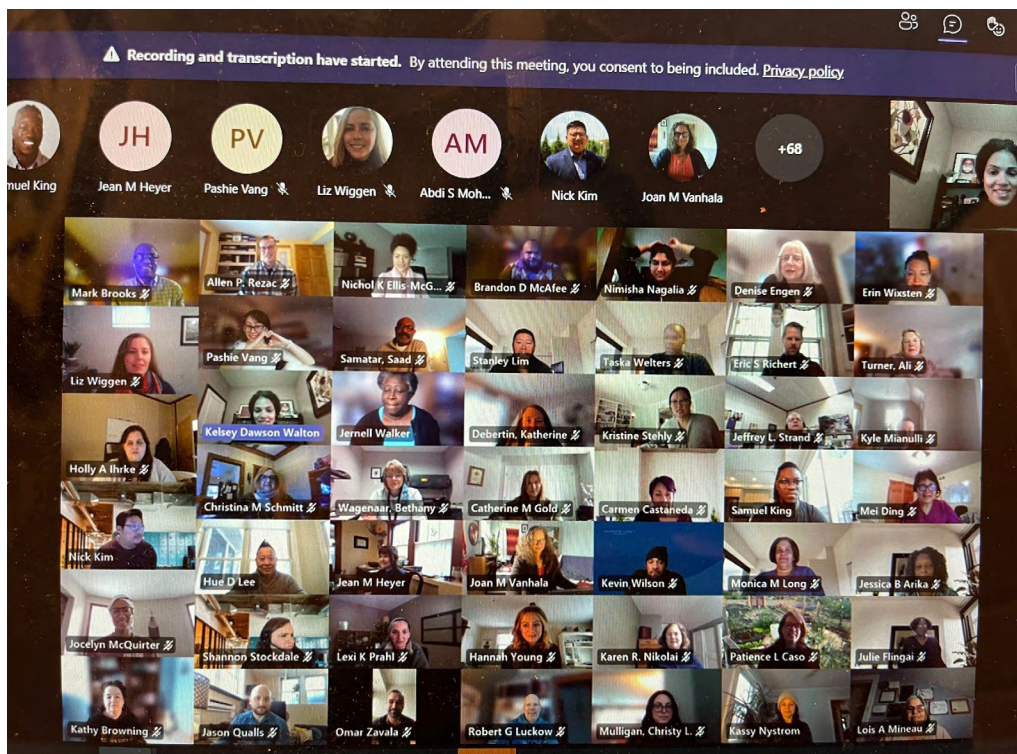 Recording and transcription have started. By attending this meeting, you consent to being included. Privacy policy
JH
PV
AM
+68
muel King
Jean M Heyer
Pashie Vang
Liz Wiggen
Abdi S Moh...
Nick Kim
Joan M Vanhala
Mark Brooks
Allen P. Rezac
Nichol K Ellis-McG...
Brandon D McAfee
Nimisha Nagalia
Denise Engen
Erin Wixsten
Liz Wiggen
Pashie Vang
Samatar, Saad
Stanley Lim
Taska Welters
Eric S Richert
Turner, Ali
Holly A Ihrke
Kelsey Dawson Walton
Jernell Walker
Debertin, Katherine
Kristine Stehly
Jeffrey L. Strand
Kyle Mianulli
Nick Kim
Christina M Schmitt
Wagenaar, Bethany
Catherine M Gold
Carmen Castaneda
Samuel King
Mei Ding
Hue D Lee
Jean M Heyer
Joan M Vanhala
Kevin Wilson
Monica M Long
Jessica B Arika
Jocelyn McQuirter
Shannon Stockdale
Lexi K Prahl
Hannah Young
Karen R. Nikolai
Patience L Caso
Julie Flingai
Kathy Browning
Jason Qualls
Omar Zavala
Robert G Luckow
Mulligan, Christy L.
Kassy Nystrom
Lois A Mineau